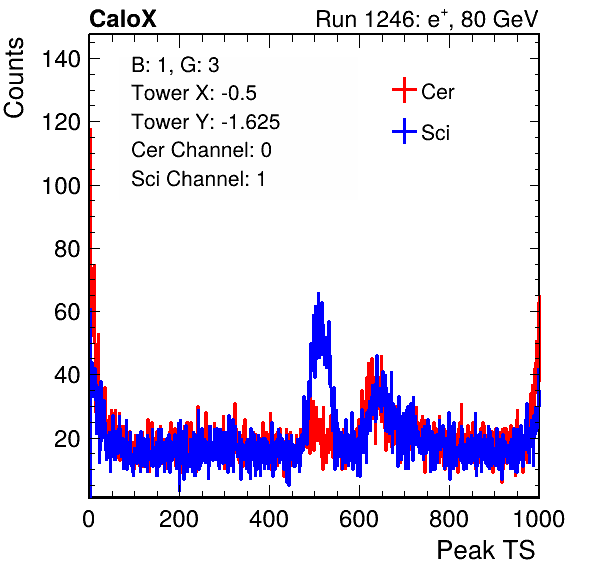 CaloX Run 1246: e⁺, 80 GeV
Counts
B: 1, G: 3
Tower X: -0.5
Tower Y: -1.625
Cer Channel: 0
Sci Channel: 1
Cer
Sci
140
120
100
80
60
40
20
0 200 400 600 800 1000
Peak TS